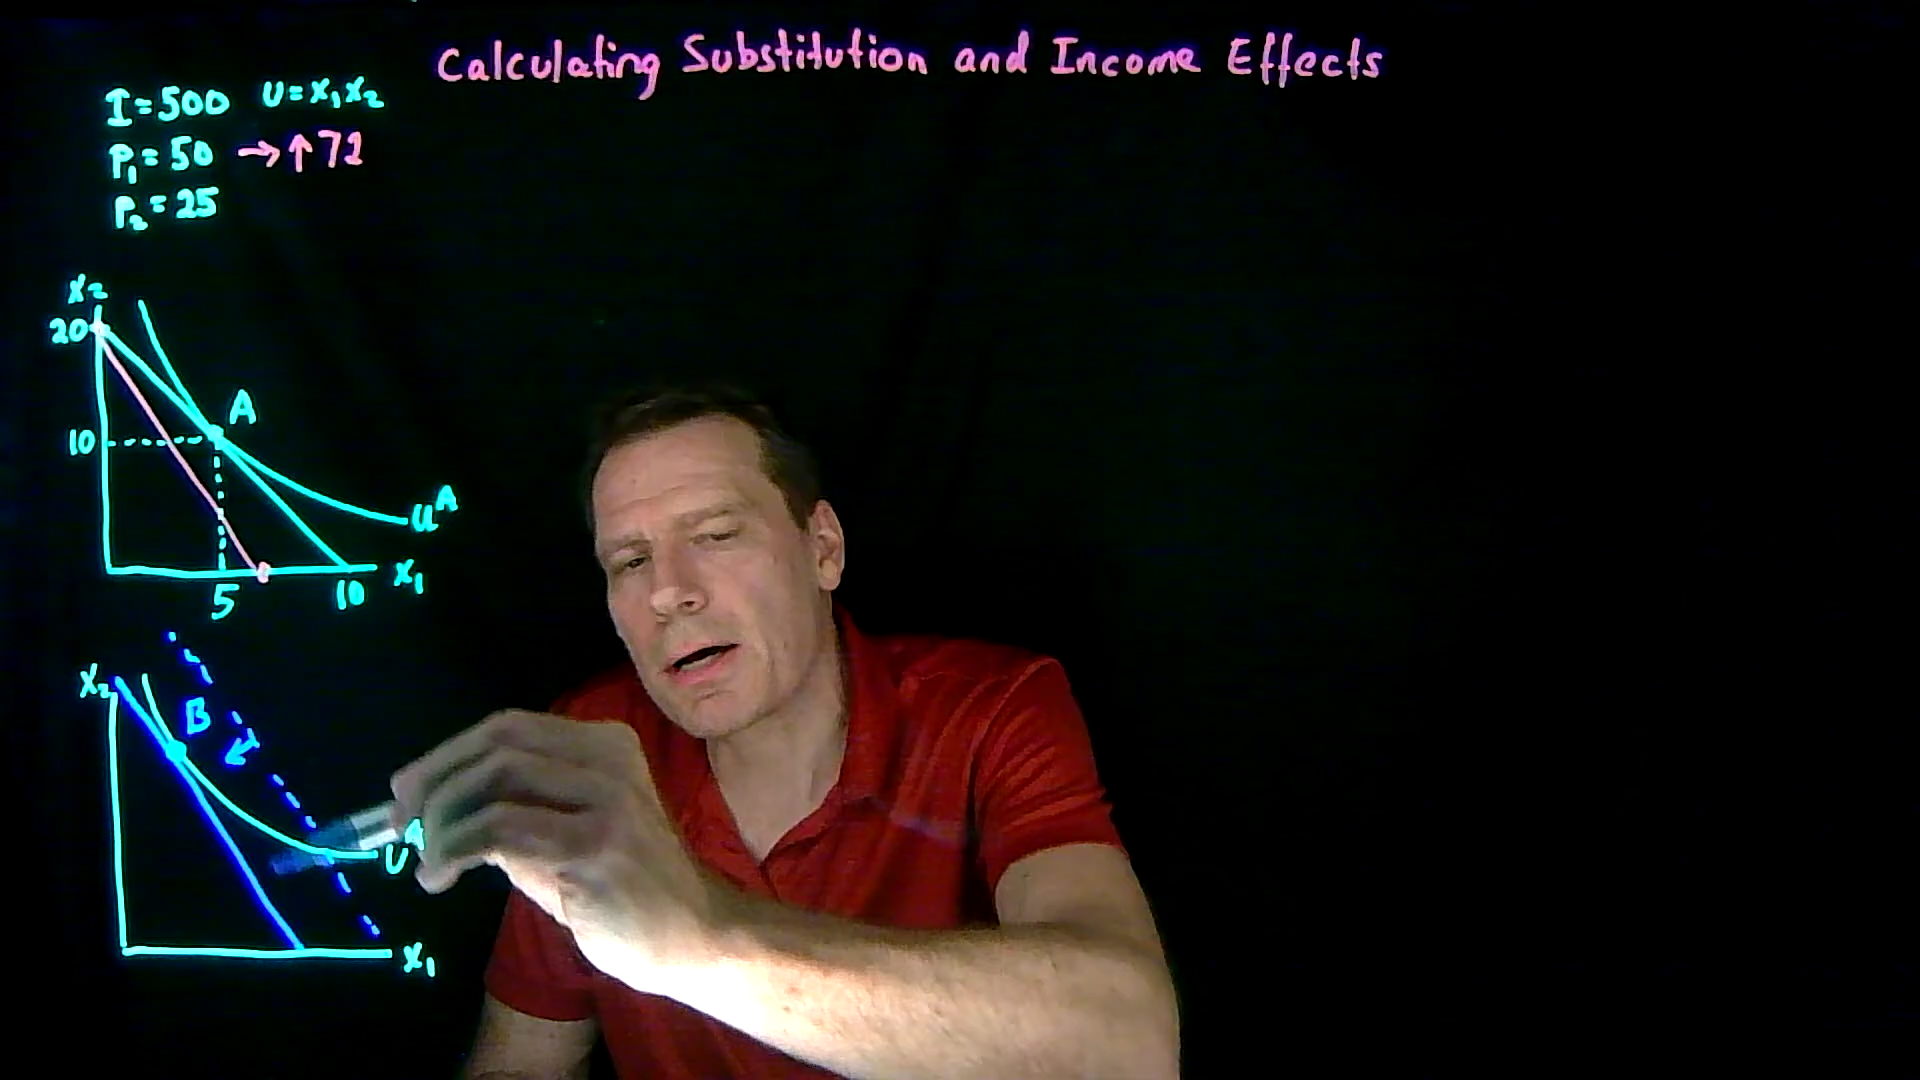 Calculating Substitution and Income Effects
I=500 U=X₁X₂
P₁=50 →↑72
P₂=25
X₂
20
A
10
U^A
5
10
X₁
X₂
B
U^A
X₁